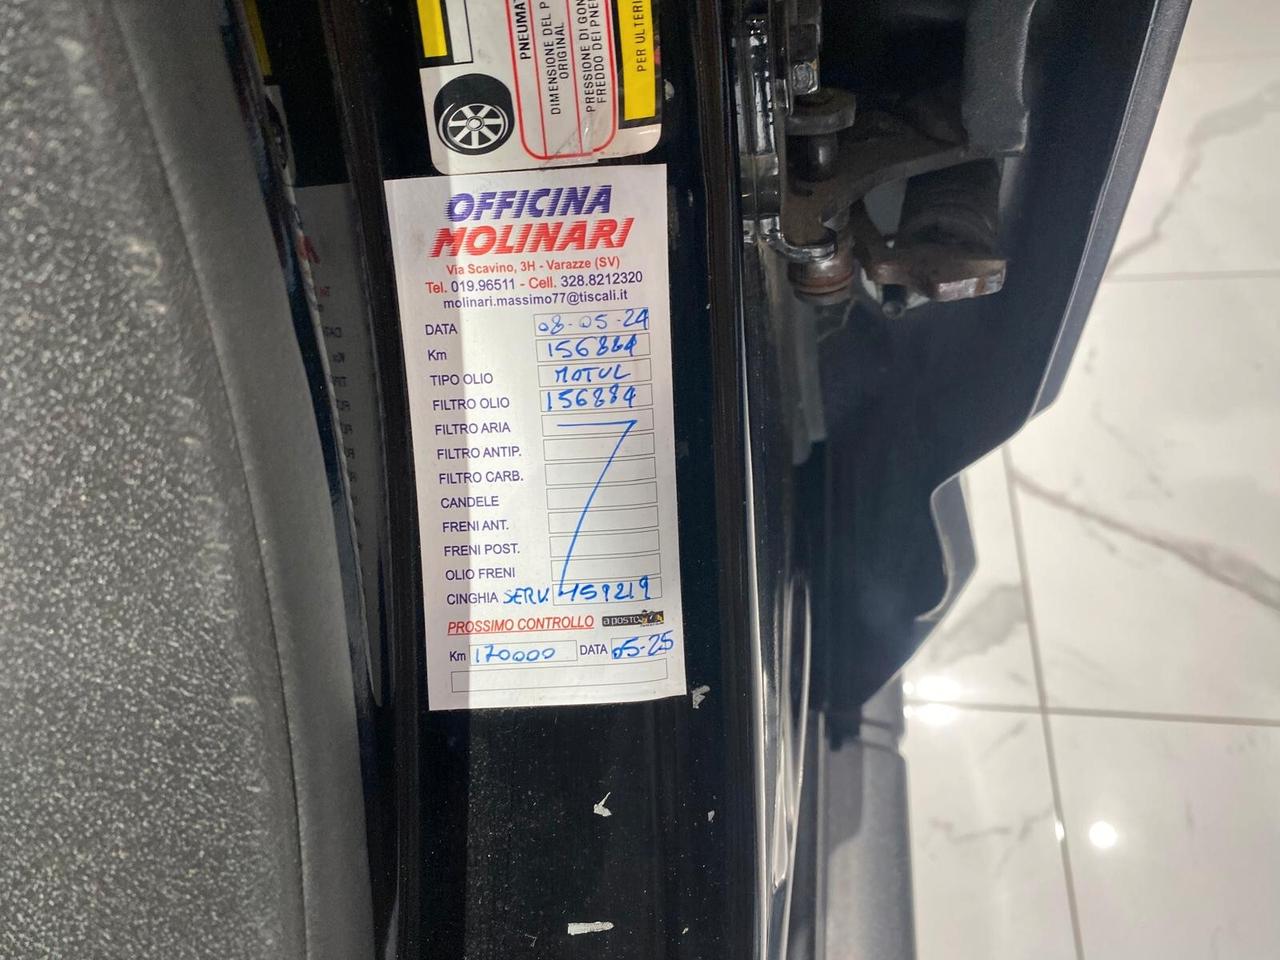 PNEUMAT
DIMENSIONE DEL P
ORIGINAL
PRESSIONE DI GON
FREDDO DEI PNE
PER ULTERI
OFFICINA
MOLINARI
Via Scavino, 3H - Varazze (SV)
Tel. 019.96511 - Cell. 328.8212320
molinari.massimo77@tiscali.it
DATA 08-05-24
Km 156884
TIPO OLIO MOTUL
FILTRO OLIO 156884
FILTRO ARIA
FILTRO ANTIP.
FILTRO CARB.
CANDELE
FRENI ANT.
FRENI POST.
OLIO FRENI
CINGHIA SERV. 159219
PROSSIMO CONTROLLO a posto
Km 170000 DATA 05-25